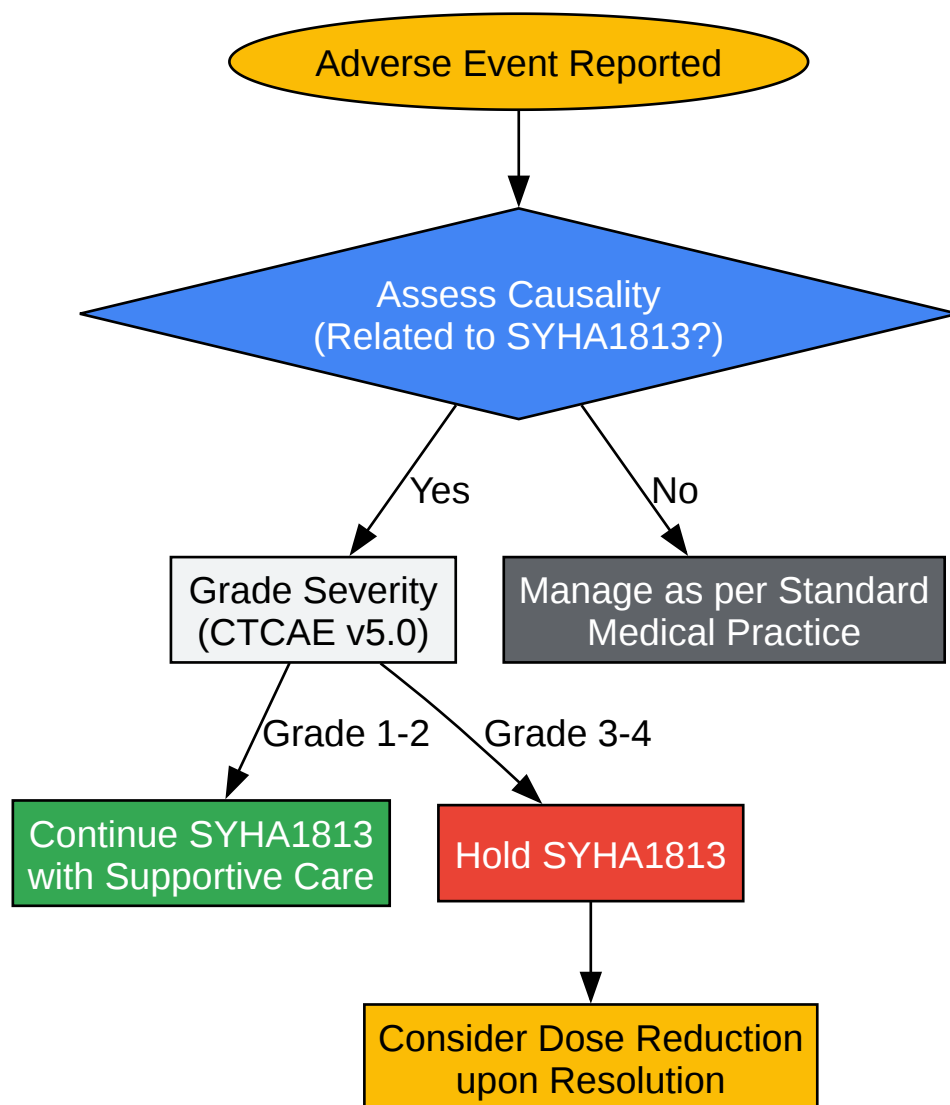 Adverse Event Reported
Assess Causality
(Related to SYHA1813?)
Yes
No
Grade Severity
(CTCAE v5.0)
Manage as per Standard
Medical Practice
Grade 1-2
Grade 3-4
Continue SYHA1813
with Supportive Care
Hold SYHA1813
Consider Dose Reduction
upon Resolution